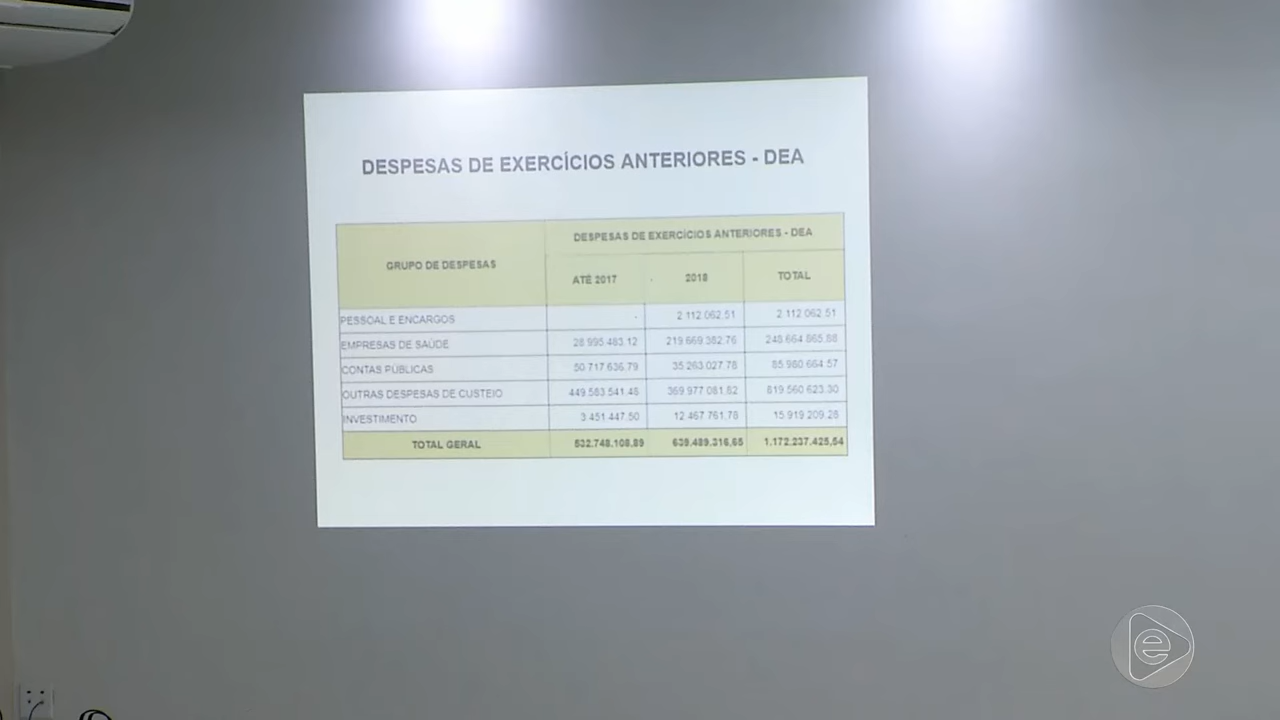 DESPESAS DE EXERCÍCIOS ANTERIORES - DEA
GRUPO DE DESPESAS
DESPESAS DE EXERCÍCIOS ANTERIORES - DEA
ATÉ 2017 2018 TOTAL
PESSOAL E ENCARGOS - 2 112 062.51 2 112 062.51
EMPRESAS DE SAÚDE 28 995 483.12 219 669 382.76 248 664 865.88
CONTAS PÚBLICAS 50 717 636.79 35 263 027.78 85 980 664.57
OUTRAS DESPESAS DE CUSTEIO 449 583 541.48 369 977 081.82 819 560 623.30
INVESTIMENTO 3 451 447.50 12 467 761.78 15 919 209.28
TOTAL GERAL 532.748.108,89 639.489.316,65 1.172.237.425,54
e